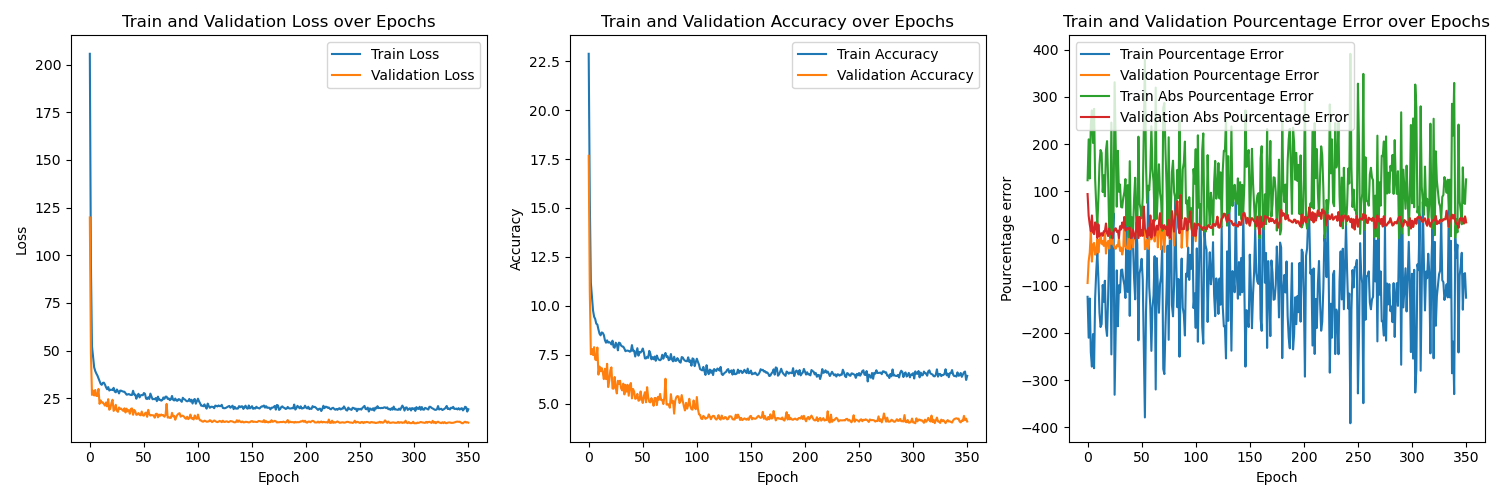 Train and Validation Loss over Epochs
Train Loss
Validation Loss
Loss
200
175
150
125
100
75
50
25
0 50 100 150 200 250 300 350
Epoch
Train and Validation Accuracy over Epochs
Train Accuracy
Validation Accuracy
Accuracy
22.5
20.0
17.5
15.0
12.5
10.0
7.5
5.0
0 50 100 150 200 250 300 350
Epoch
Train and Validation Pourcentage Error over Epochs
Train Pourcentage Error
Validation Pourcentage Error
Train Abs Pourcentage Error
Validation Abs Pourcentage Error
Pourcentage error
400
300
200
100
0
−100
−200
−300
−400
0 50 100 150 200 250 300 350
Epoch